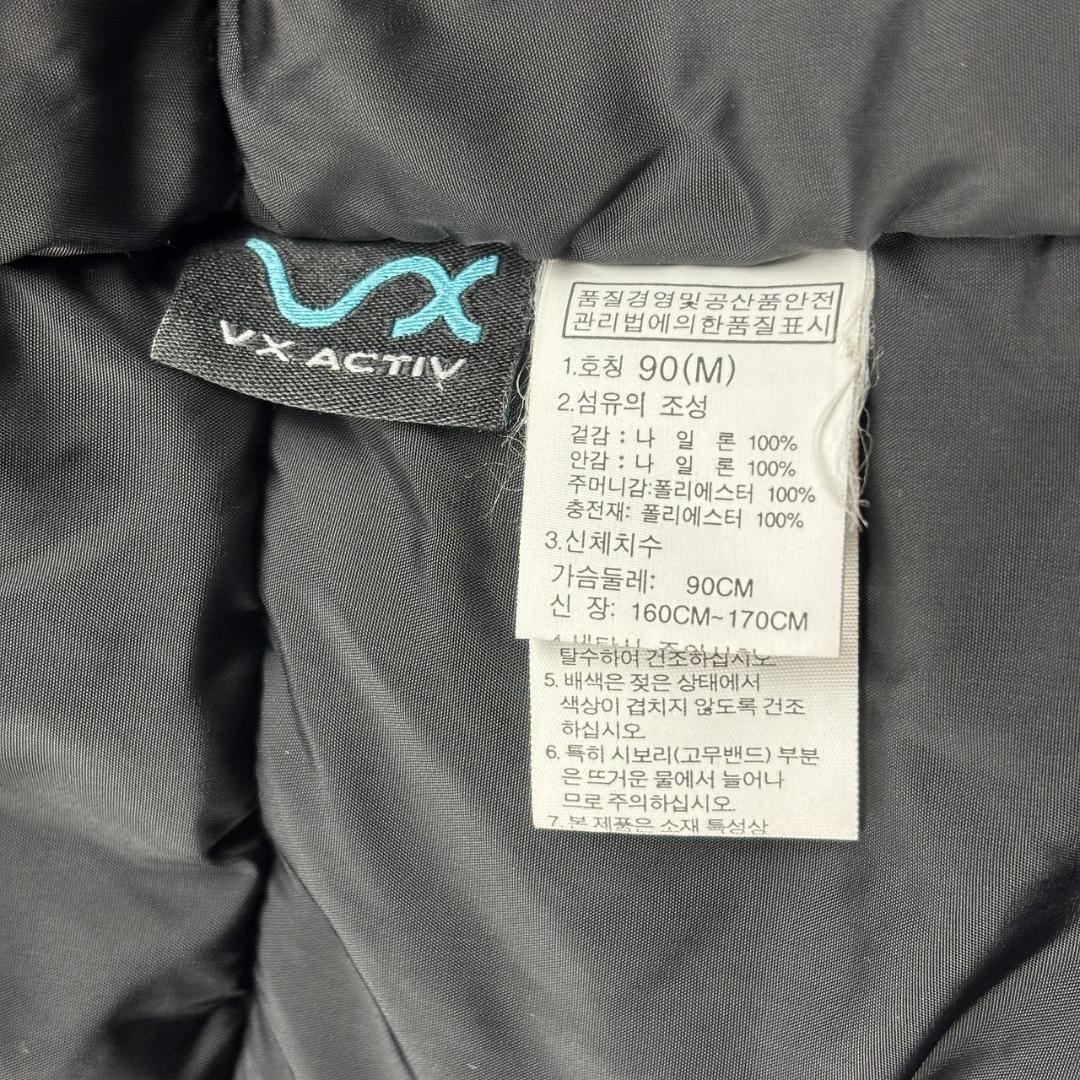 VX
VX ACTIV
품질경영및공산품안전
관리법에의한품질표시
1.호칭 90(M)
2.섬유의 조성
겉감 : 나 일 론 100%
안감 : 나 일 론 100%
주머니감:폴리에스터 100%
충전재: 폴리에스터 100%
3.신체치수
가슴둘레: 90CM
신 장: 160CM~170CM
탈수하여 건조하십시오.
5. 배색은 젖은 상태에서
색상이 겹치지 않도록 건조
하십시오.
6. 특히 시보리(고무밴드) 부분
은 뜨거운 물에서 늘어나
므로 주의하십시오.
7. 본 제품은 소재 특성상